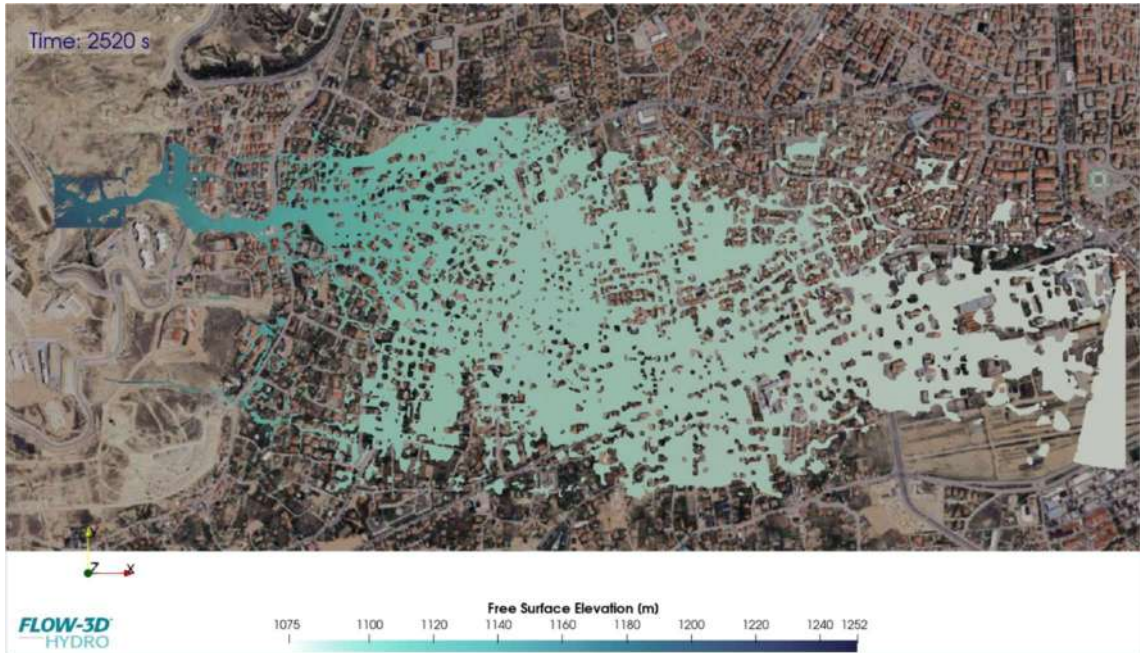 Time: 2520 s
Y
Z
X
FLOW-3D
HYDRO
Free Surface Elevation (m)
1075 1100 1120 1140 1160 1180 1200 1220 1240 1252